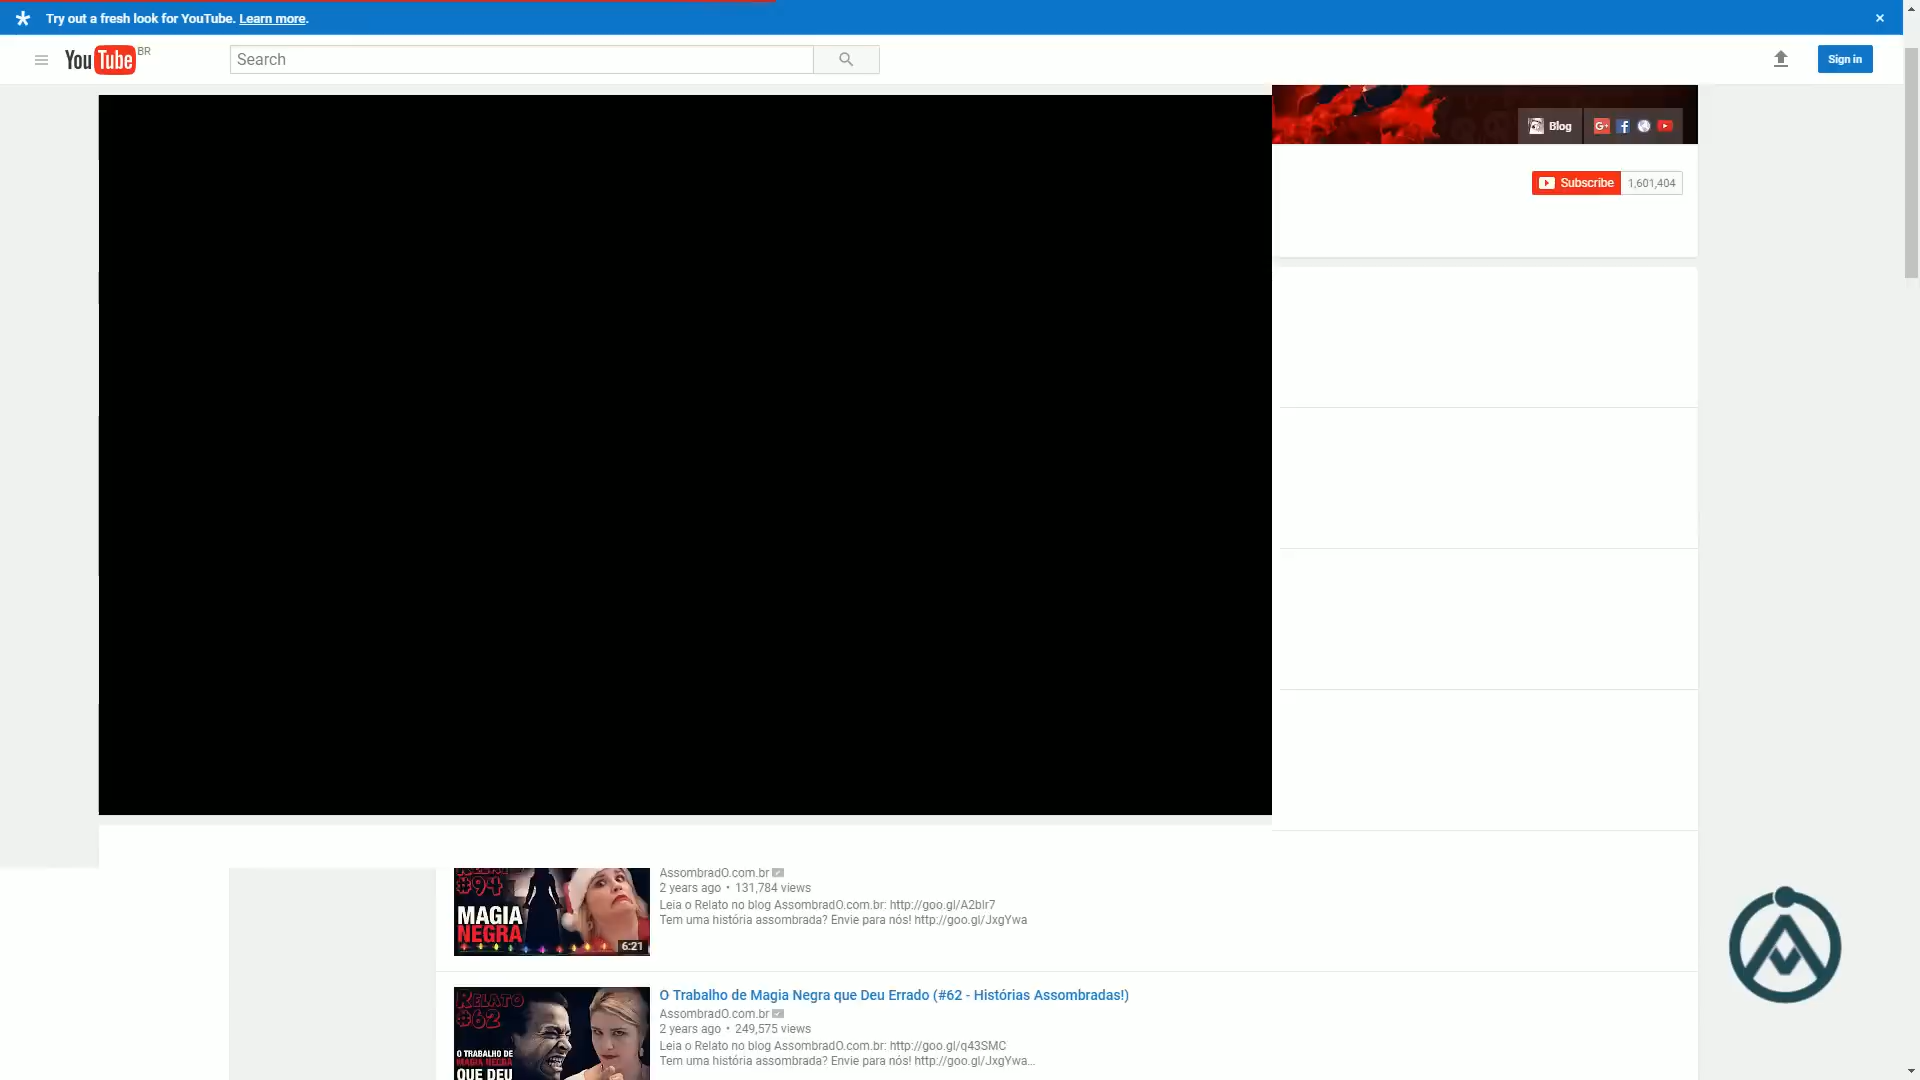 Try out a fresh look for YouTube. Learn more.
YouTube BR
Search
Sign in
Blog
Subscribe 1,601,404
RELATO
#94
MAGIA
NEGRA
6:21
AssombradO.com.br
2 years ago • 131,784 views
Leia o Relato no blog AssombradO.com.br: http://goo.gl/A2blr7
Tem uma história assombrada? Envie para nós! http://goo.gl/JxgYwa
RELATO
#62
O TRABALHO DE
MAGIA NEGRA
QUE DEU
O Trabalho de Magia Negra que Deu Errado (#62 - Histórias Assombradas!)
AssombradO.com.br
2 years ago • 249,575 views
Leia o Relato no blog AssombradO.com.br: http://goo.gl/q43SMC
Tem uma história assombrada? Envie para nós! http://goo.gl/JxgYwa...